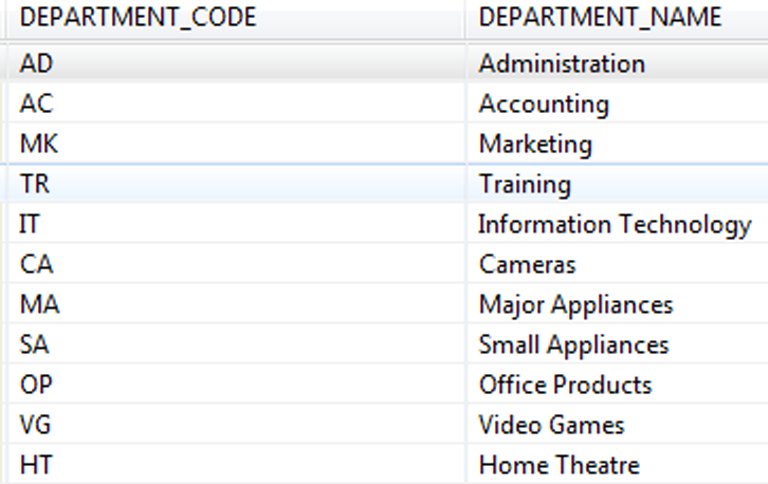 DEPARTMENT_CODE DEPARTMENT_NAME
AD Administration
AC Accounting
MK Marketing
TR Training
IT Information Technology
CA Cameras
MA Major Appliances
SA Small Appliances
OP Office Products
VG Video Games
HT Home Theatre